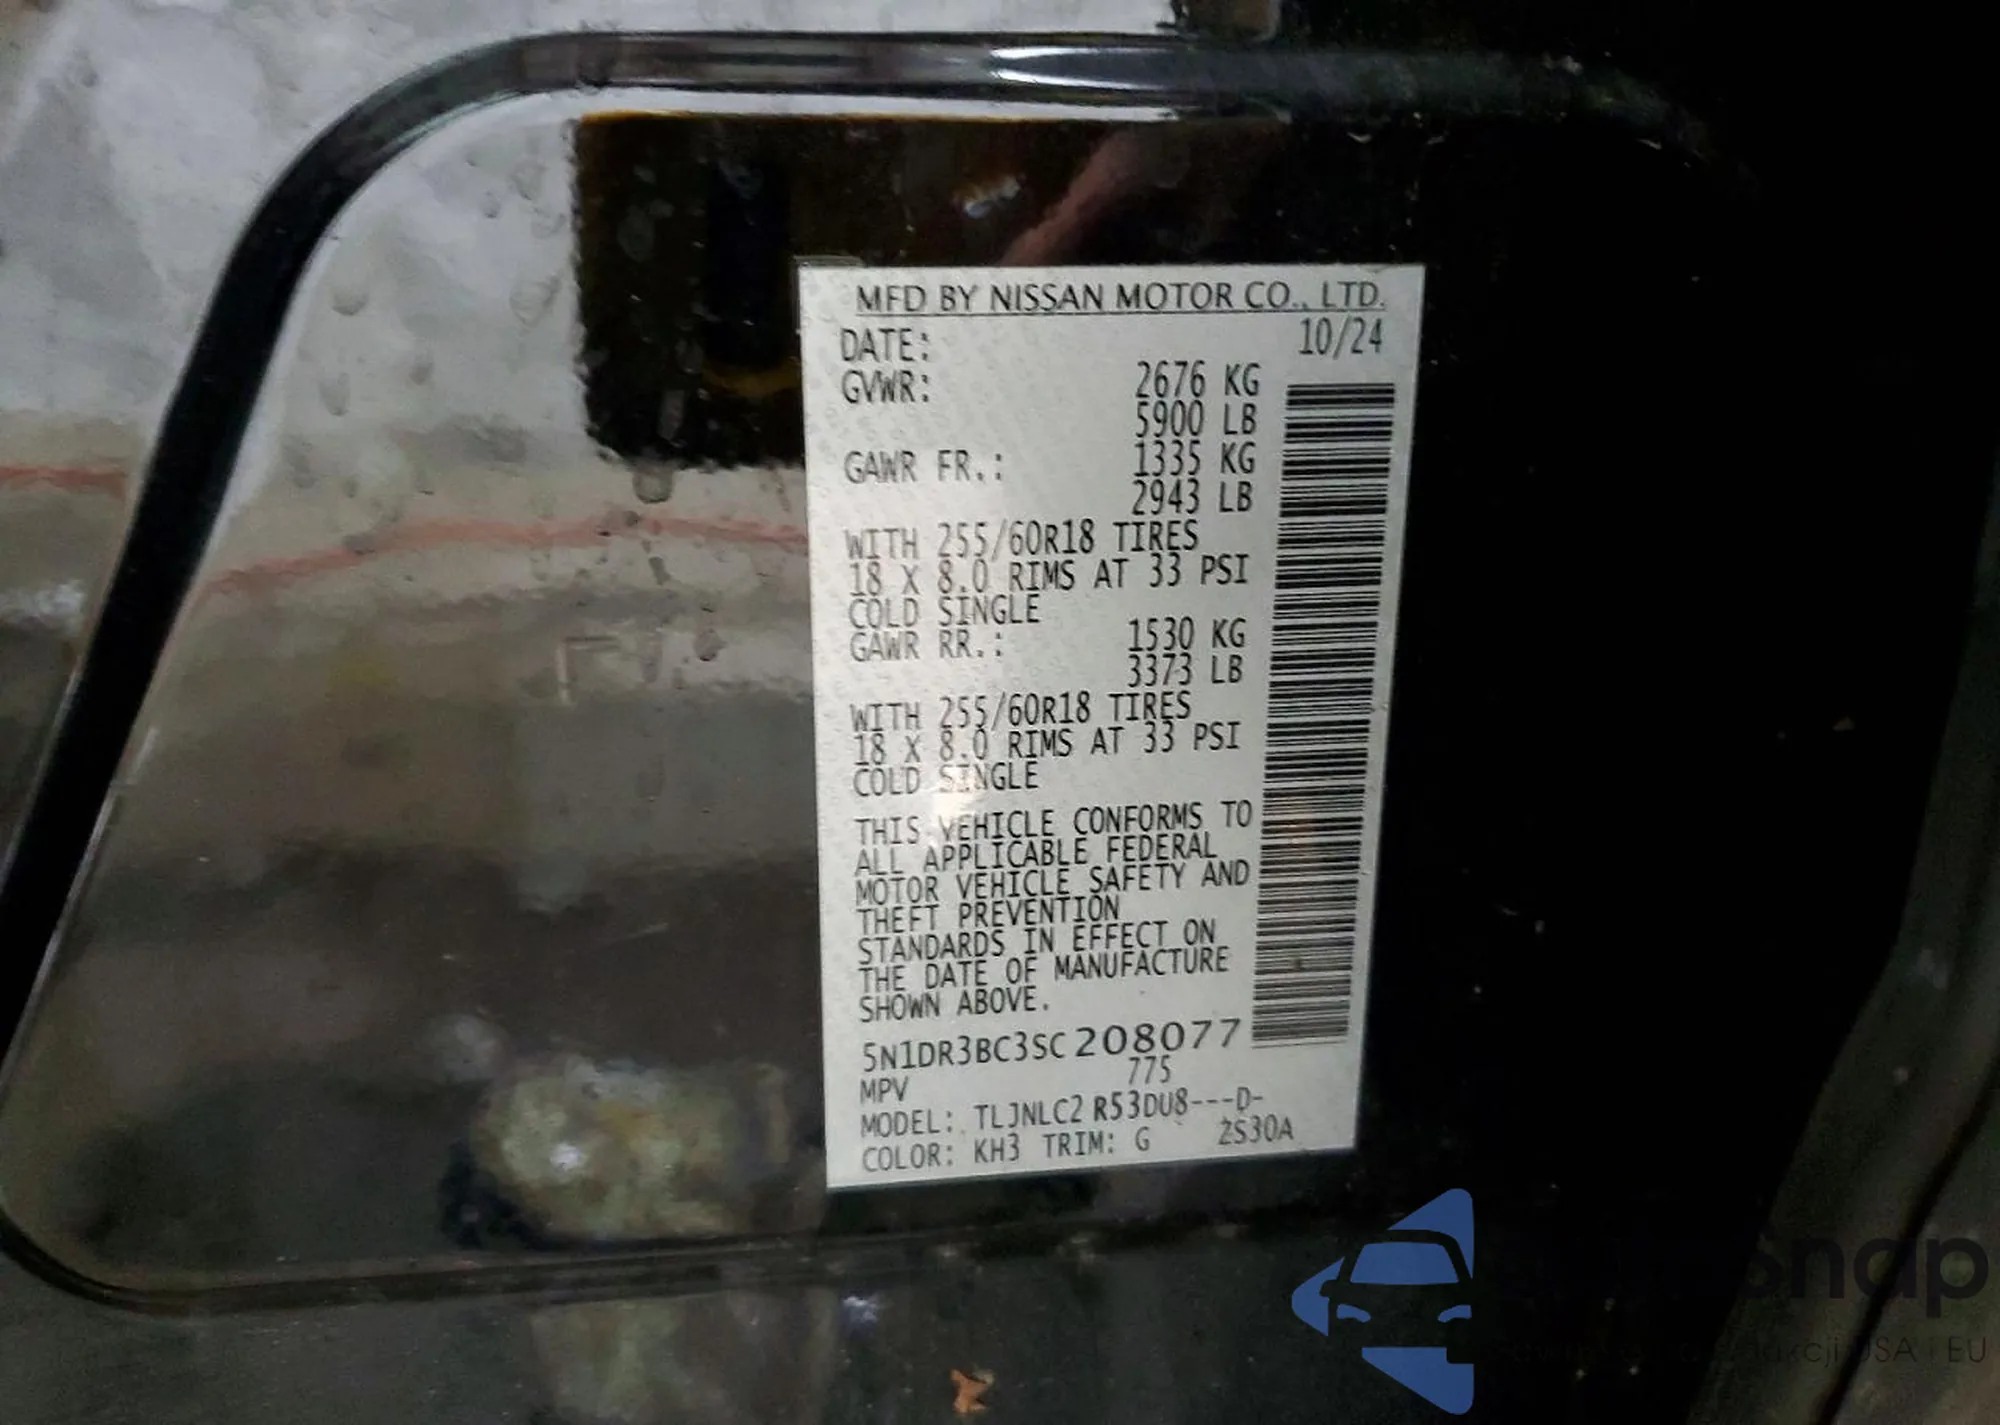 MFD BY NISSAN MOTOR CO., LTD.
DATE: 10/24
GVWR: 2676 KG
5900 LB
GAWR FR.: 1335 KG
2943 LB
WITH 255/60R18 TIRES
18 X 8.0 RIMS AT 33 PSI
COLD SINGLE
GAWR RR.: 1530 KG
3373 LB
WITH 255/60R18 TIRES
18 X 8.0 RIMS AT 33 PSI
COLD SINGLE
THIS VEHICLE CONFORMS TO
ALL APPLICABLE FEDERAL
MOTOR VEHICLE SAFETY AND
THEFT PREVENTION
STANDARDS IN EFFECT ON
THE DATE OF MANUFACTURE
SHOWN ABOVE.
5N1DR3BC3SC208077
MPV 775
MODEL: TLJNLC2 R53DU8---D-
COLOR: KH3 TRIM: G 2S30A
USA i EU